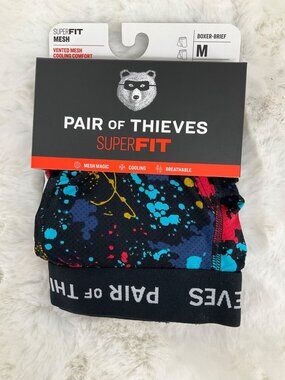 SUPERFIT
MESH
VENTED MESH
COOLING COMFORT
BOXER-BRIEF
M
PAIR OF THIEVES
SUPERFIT
MESH MAGIC
COOLING
BREATHABLE
PAIR OF THI
IEVES